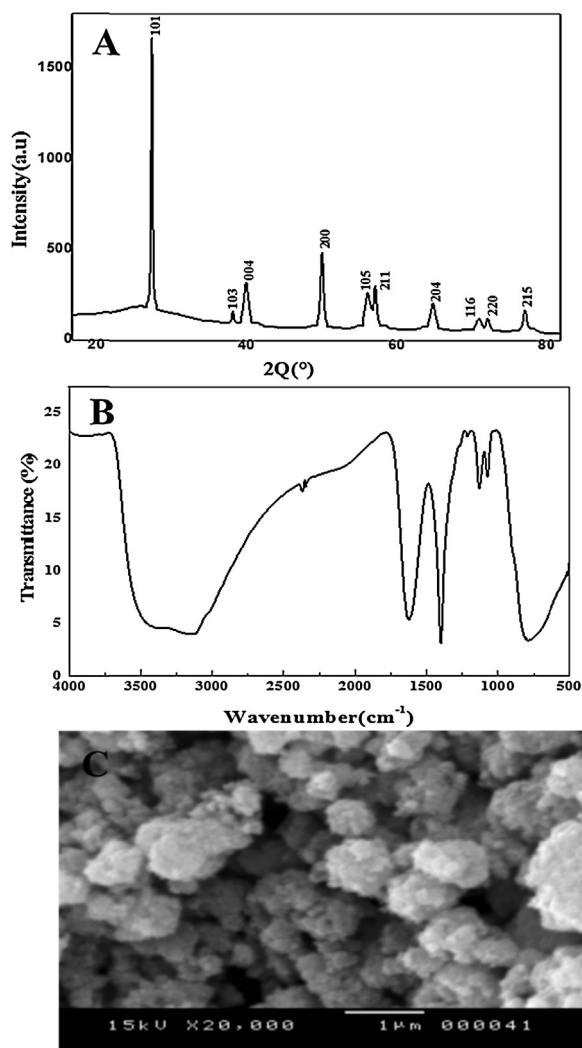 A
101
1500
1000
500
0
Intensity (a.u)
103
004
200
105
211
204
116
220
215
20 40 60 80
2Q(°)
B
25
20
15
10
5
0
Transmittance (%)
4000 3500 3000 2500 2000 1500 1000 500
Wavenumber(cm⁻¹)
C
15kV X20,000 1μm 000041